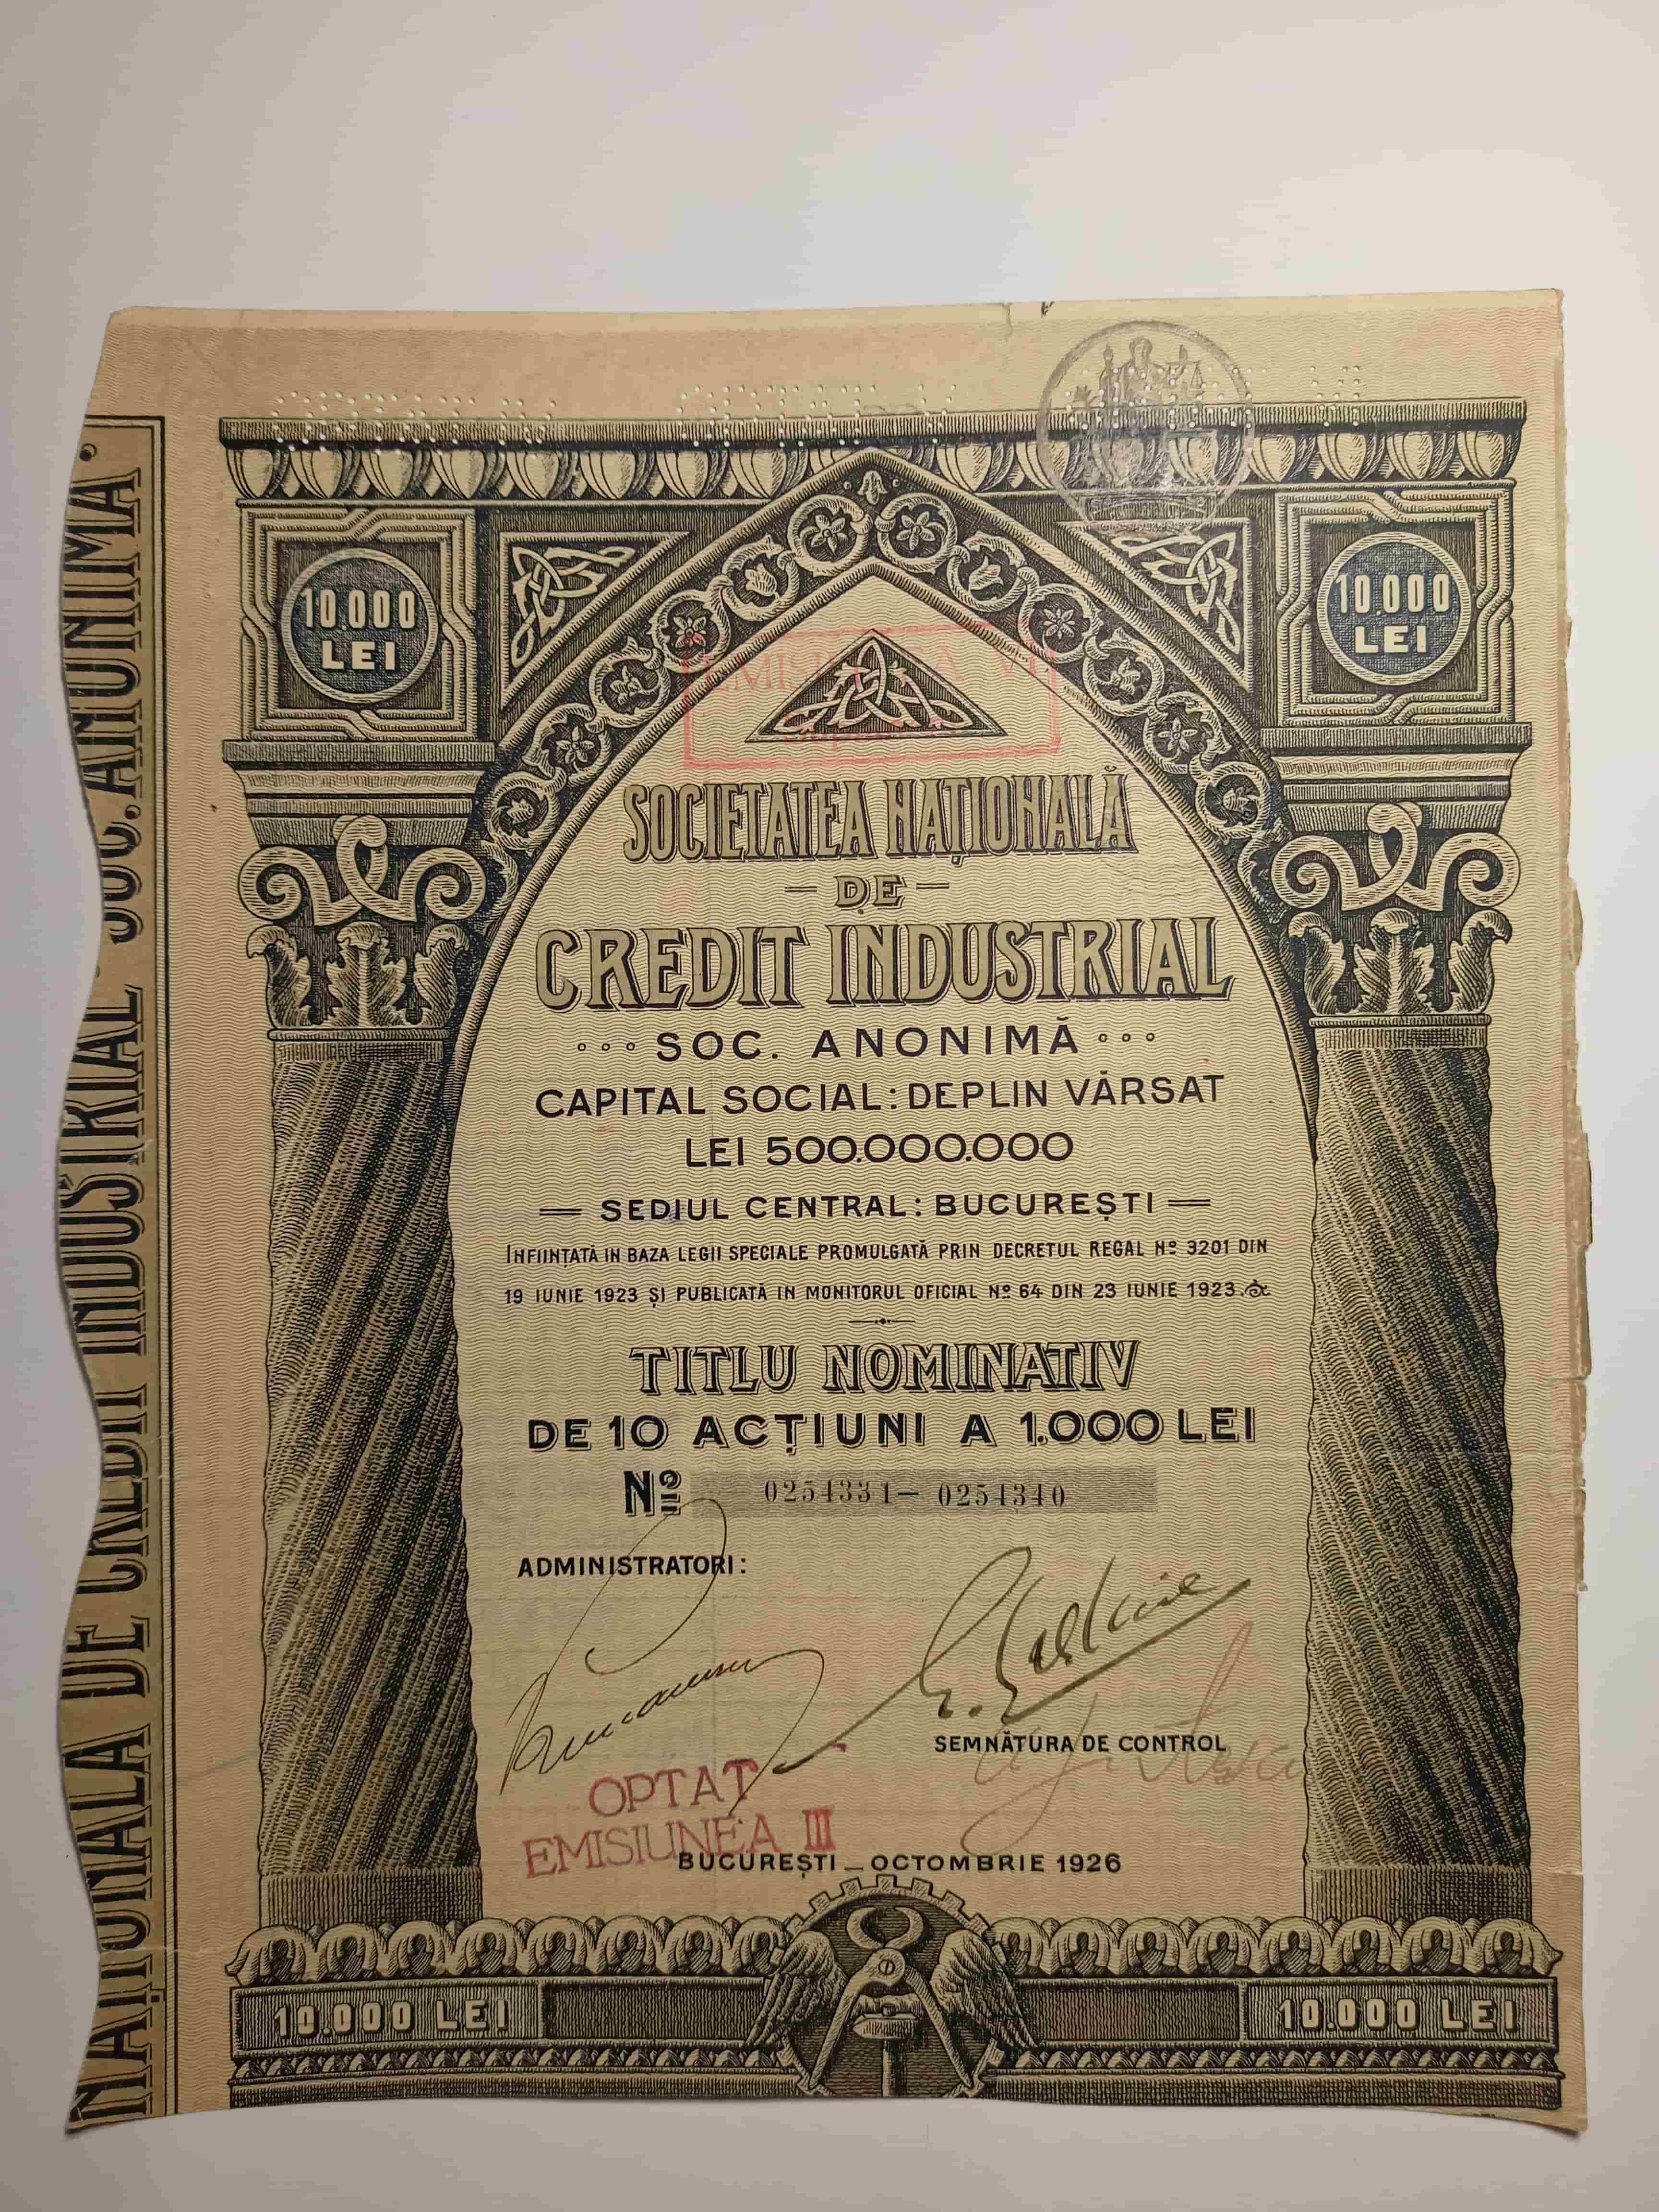 10.000
LEI
10.000
LEI
EMISIUNEA VI
SOCIETATEA NAȚIONALĂ
— DE —
CREDIT INDUSTRIAL
SOC. ANONIMĂ
CAPITAL SOCIAL: DEPLIN VĂRSAT
LEI 500.000.000
SEDIUL CENTRAL: BUCUREȘTI
ÎNFIINȚATĂ IN BAZA LEGII SPECIALE PROMULGATĂ PRIN DECRETUL REGAL Nº 3201 DIN
19 IUNIE 1923 ȘI PUBLICATĂ IN MONITORUL OFICIAL Nº 64 DIN 23 IUNIE 1923.
TITLU NOMINATIV
DE 10 ACȚIUNI A 1.000 LEI
Nº 0254331— 0254340
ADMINISTRATORI:
SEMNĂTURA DE CONTROL
OPTAT
EMISIUNEA III
BUCUREȘTI — OCTOMBRIE 1926
10.000 LEI
10.000 LEI
NAȚIONALA DE CREDIT INDUSTRIAL SOC. ANONIMA